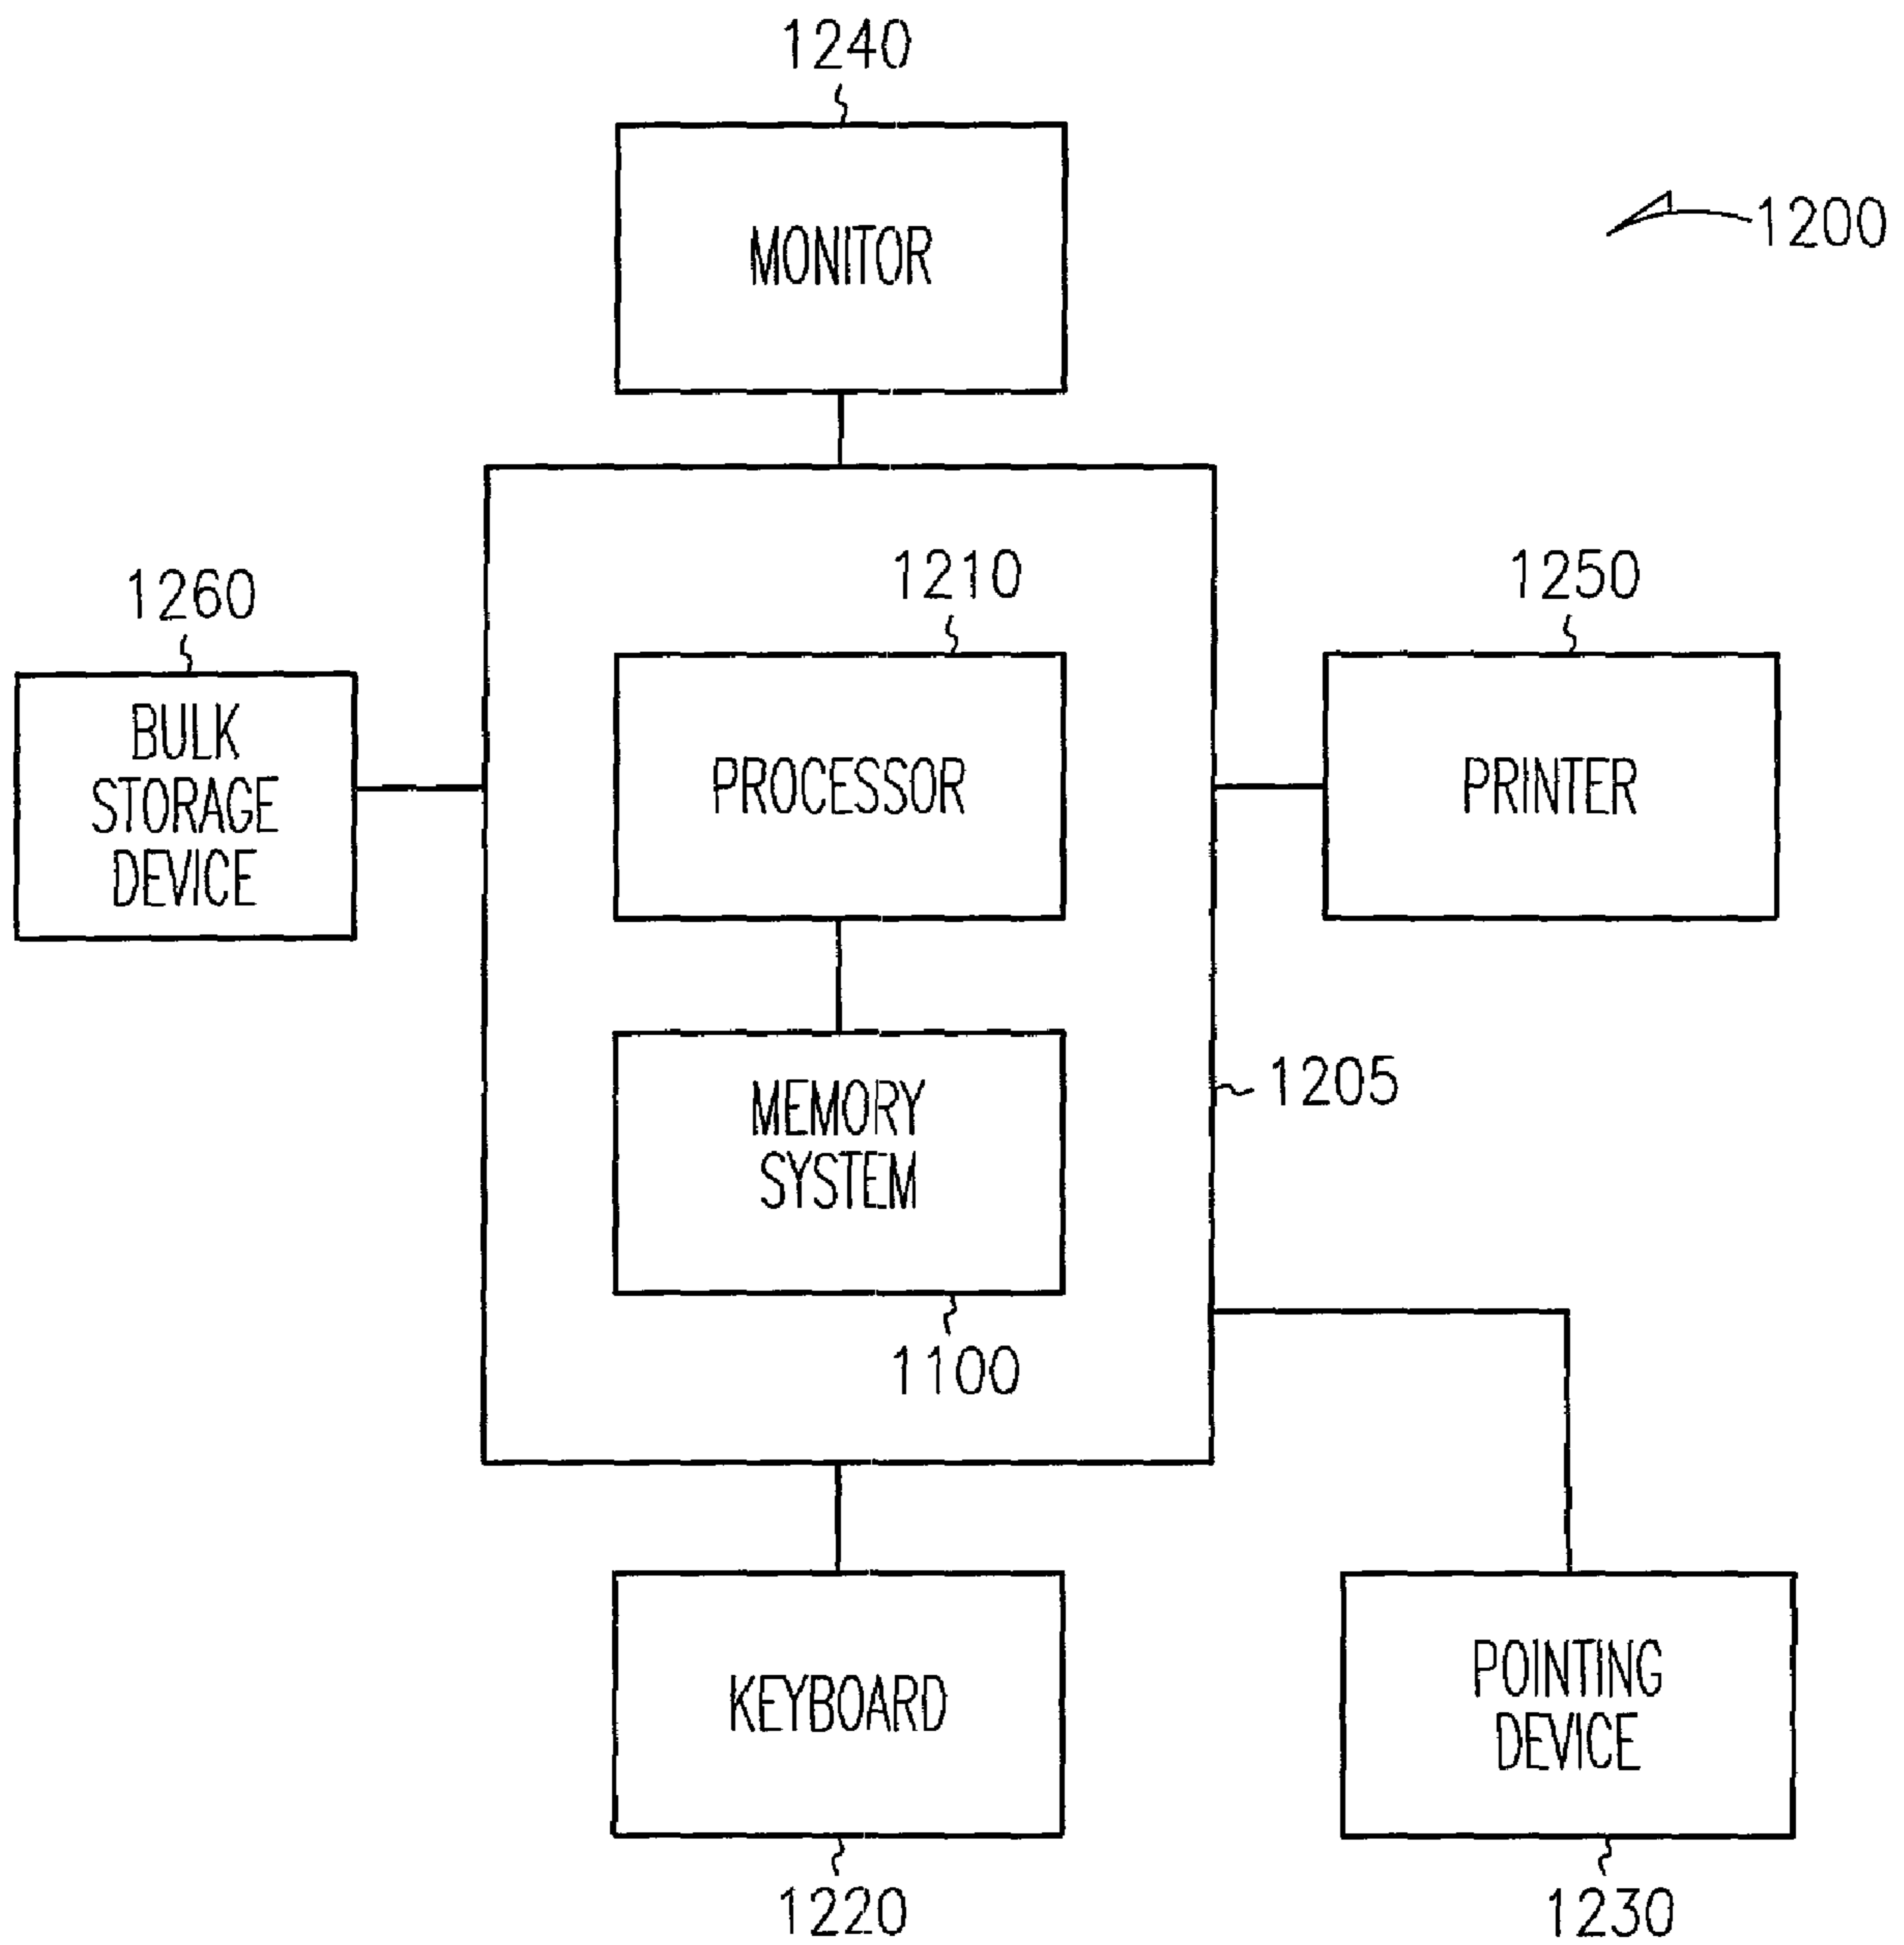 1240
MONITOR
1200
1260
BULK
STORAGE
DEVICE
1210
PROCESSOR
1250
PRINTER
MEMORY
SYSTEM
1205
1100
KEYBOARD
1220
POINTING
DEVICE
1230